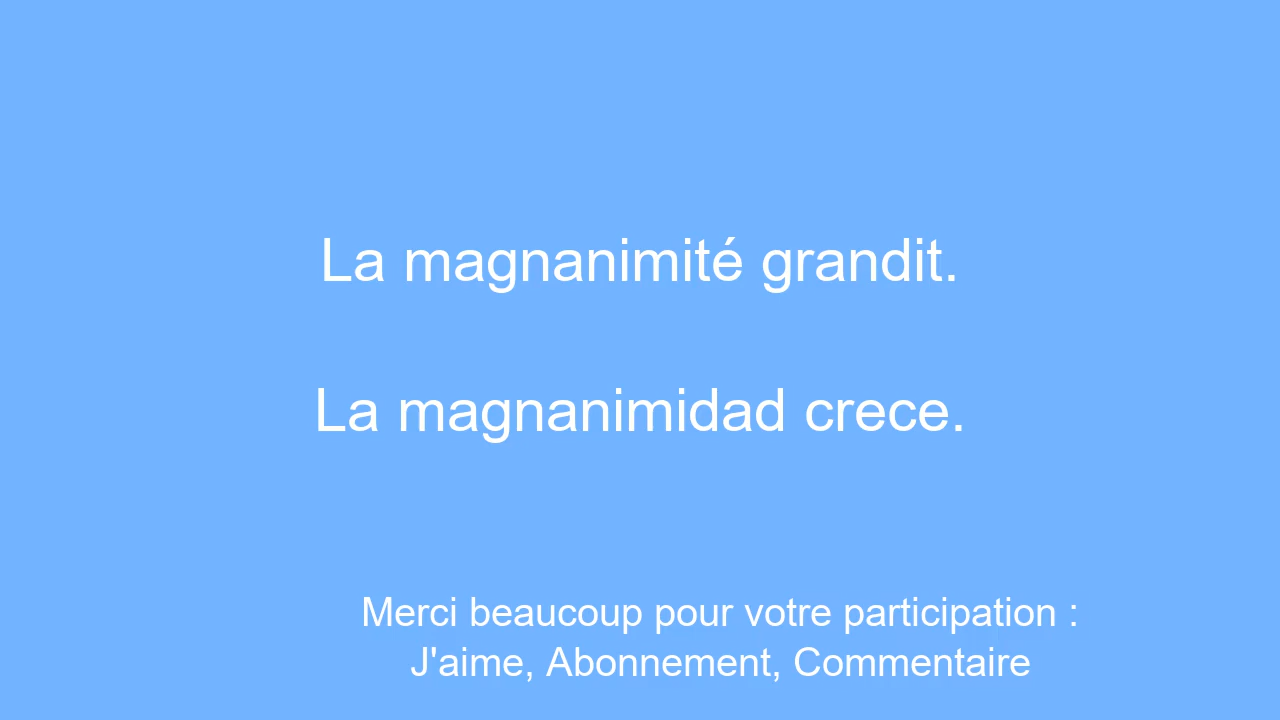 La magnanimité grandit.
La magnanimidad crece.
Merci beaucoup pour votre participation :
J'aime, Abonnement, Commentaire